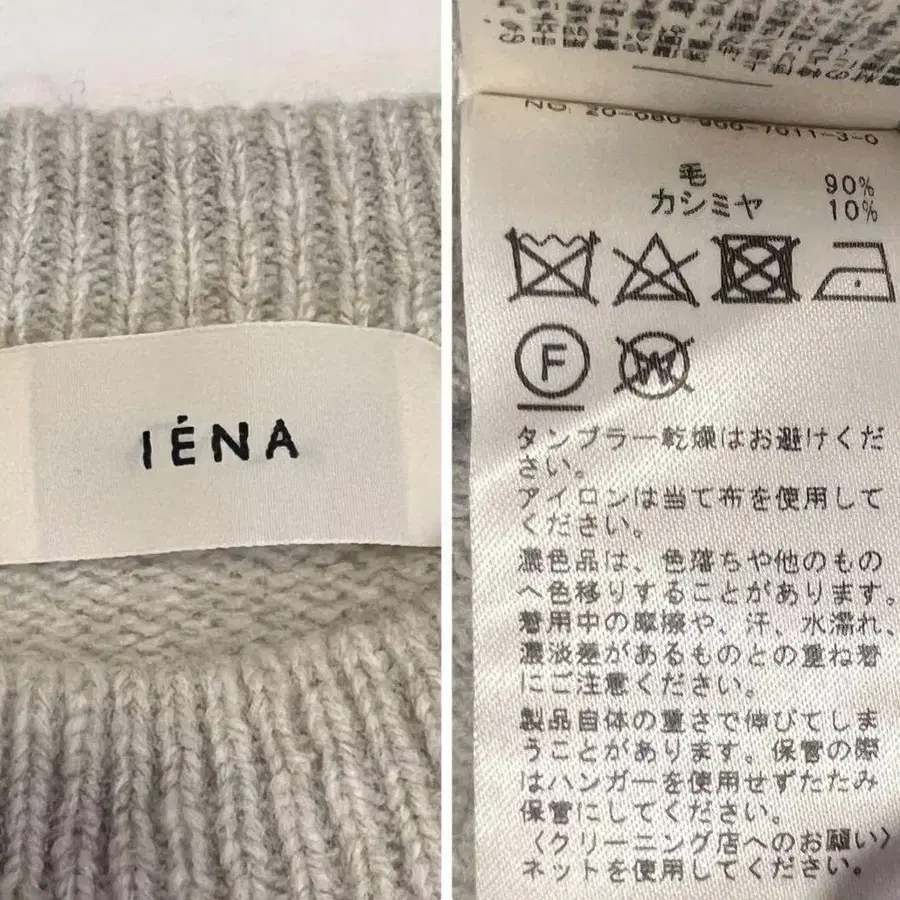 IÉNA
NO. 20-080-906-7011-3-0
毛 90%
カシミヤ 10%
F
W
タンブラー乾燥はお避けくだ
さい。
アイロンは当て布を使用して
ください。
濃色品は、色落ちや他のもの
へ色移りすることがあります。
着用中の摩擦や、汗、水濡れ、
濃淡差があるものとの重ね着
にご注意ください。
製品自体の重さで伸びてしま
うことがあります。保管の際
はハンガーを使用せずたたみ
保管にしてください。
〈クリーニング店へのお願い〉
ネットを使用してください。